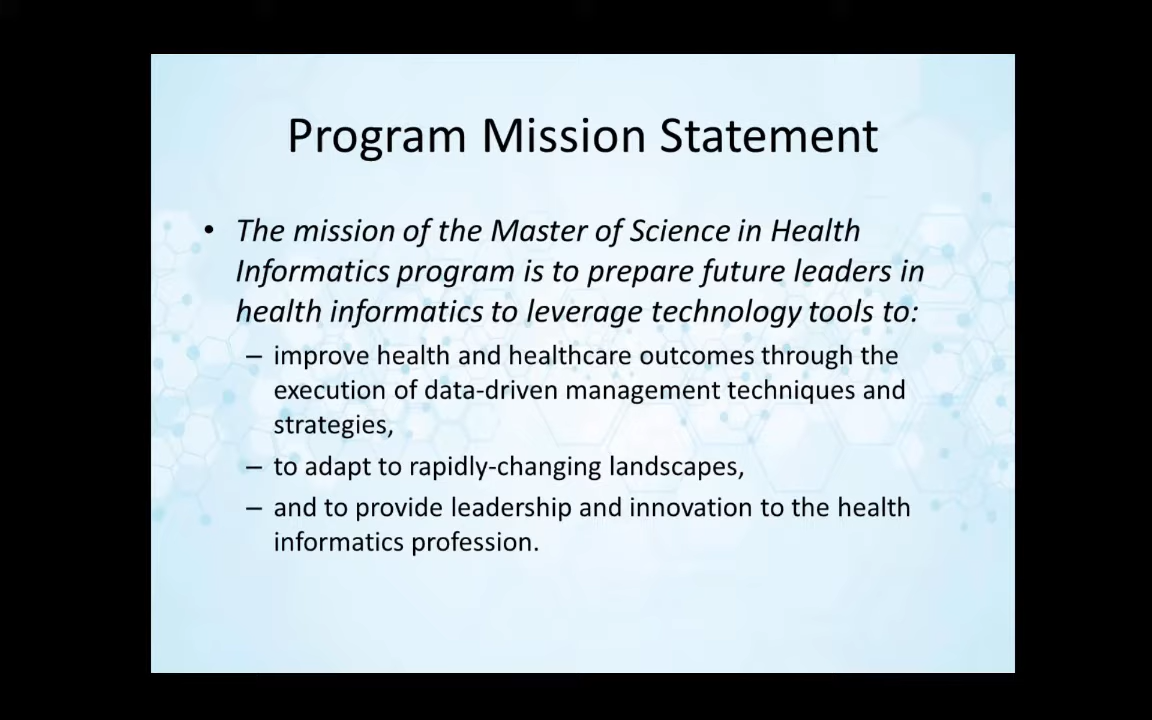 Program Mission Statement
• The mission of the Master of Science in Health
Informatics program is to prepare future leaders in
health informatics to leverage technology tools to:
– improve health and healthcare outcomes through the
execution of data-driven management techniques and
strategies,
– to adapt to rapidly-changing landscapes,
– and to provide leadership and innovation to the health
informatics profession.